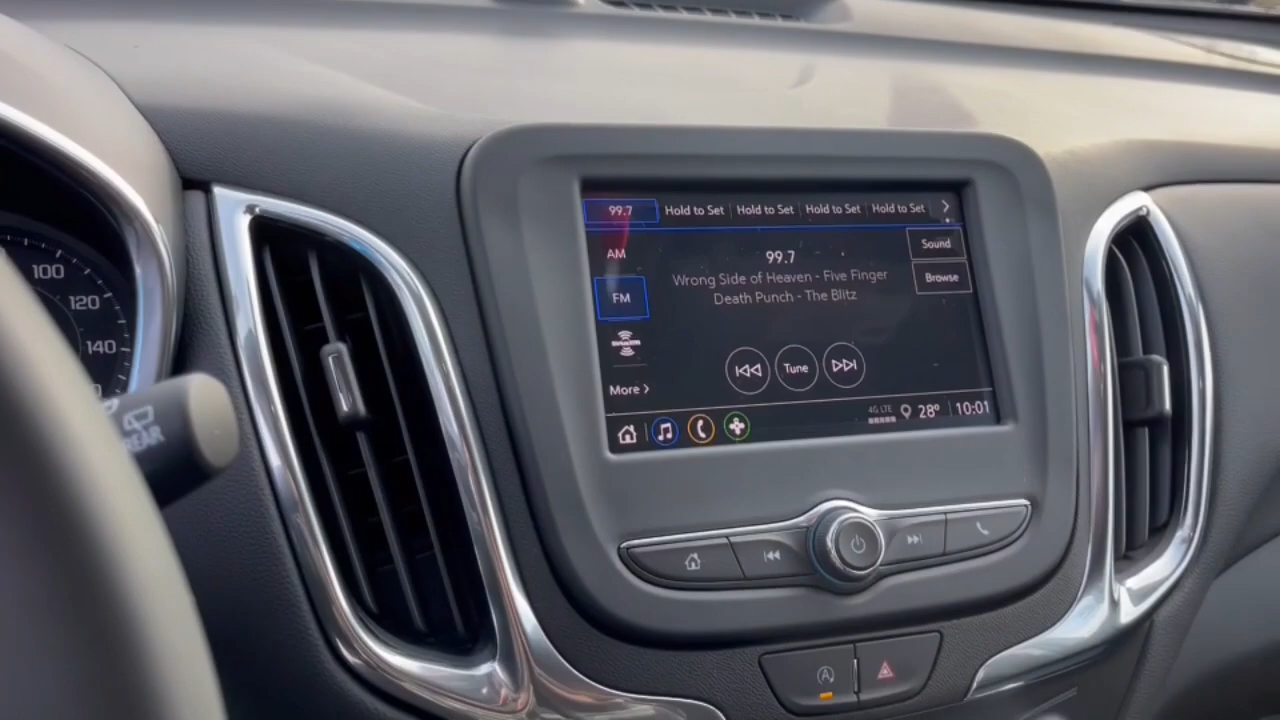 99.7 Hold to Set Hold to Set Hold to Set Hold to Set
AM
Sound
99.7
Browse
Wrong Side of Heaven - Five Finger
Death Punch - The Blitz
FM
Tune
More
4G LTE 28° 10:01
100
120
140
REAR
A